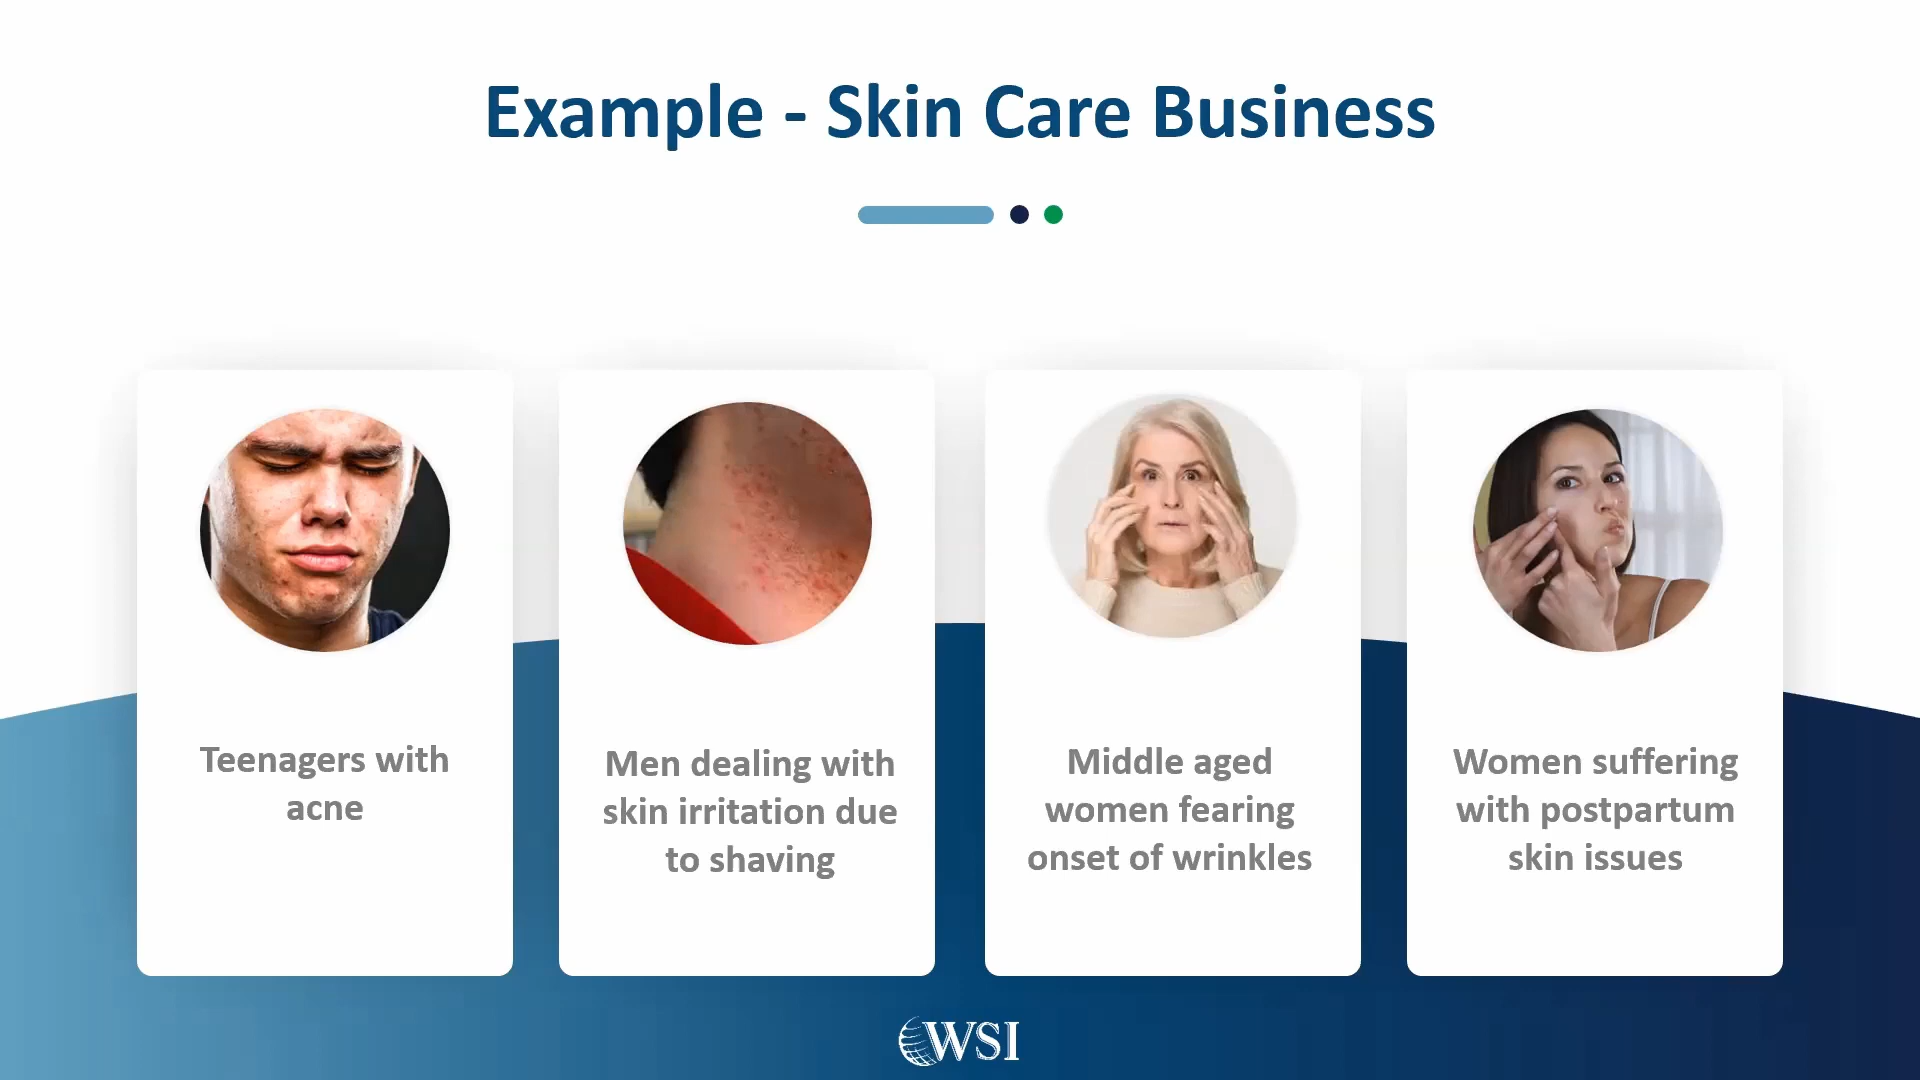 Example - Skin Care Business
Teenagers with
acne
Men dealing with
skin irritation due
to shaving
Middle aged
women fearing
onset of wrinkles
Women suffering
with postpartum
skin issues
WSI